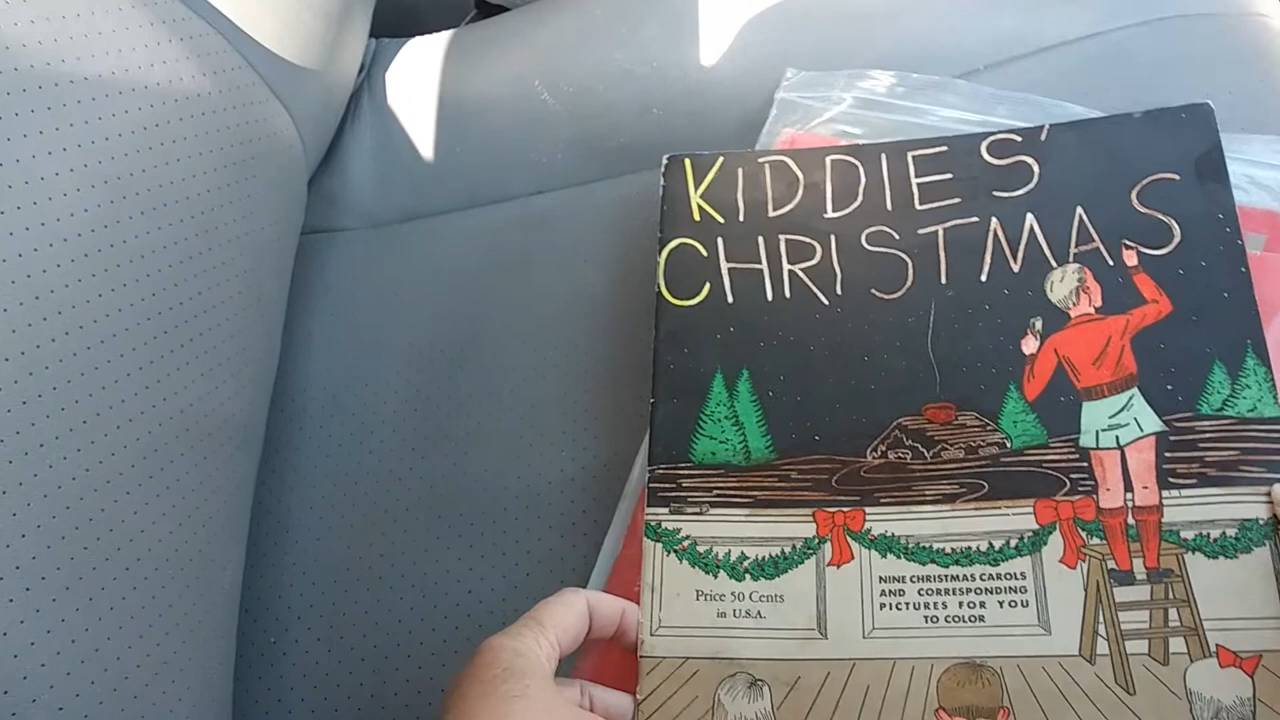 KIDDIES'
CHRISTMAS
Price 50 Cents
in U.S.A.
NINE CHRISTMAS CAROLS
AND CORRESPONDING
PICTURES FOR YOU
TO COLOR